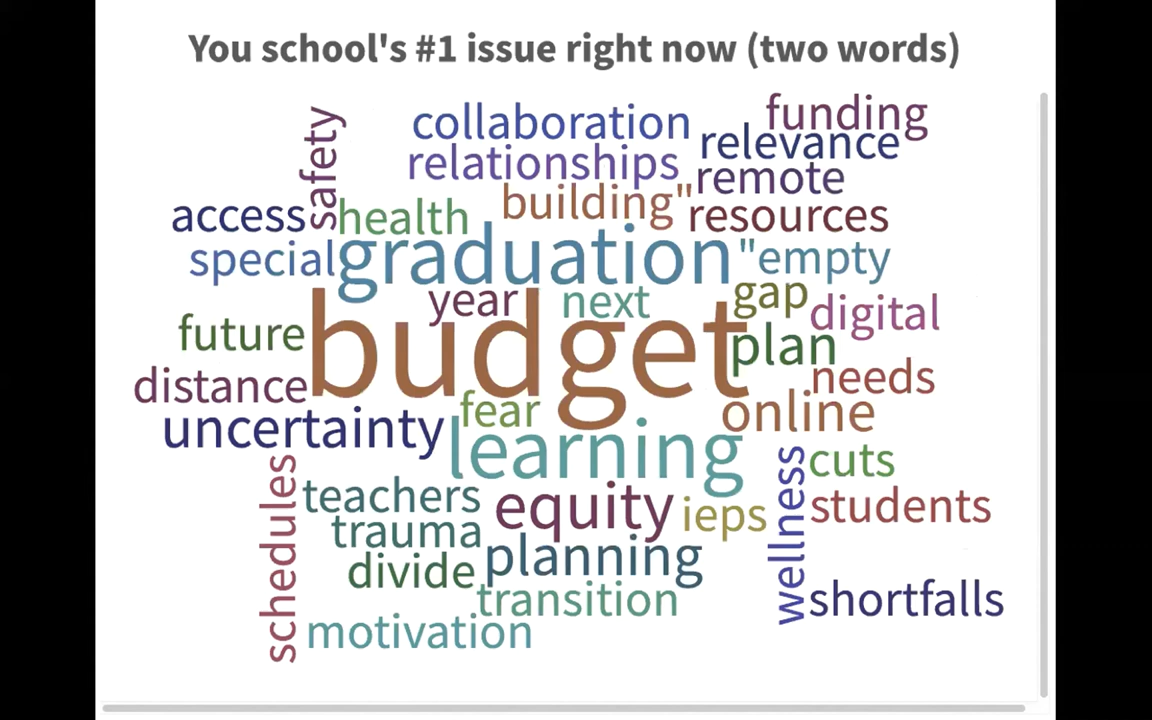 You school's #1 issue right now (two words)
funding
collaboration
safety
relevance
relationships
remote
building"
resources
access
health
graduation
special
"empty
gap
year
next
digital
budget
future
plan
needs
distance
fear
online
uncertainty
learning
cuts
wellness
schedules
teachers
equity
ieps
students
trauma
planning
divide
transition
shortfalls
motivation